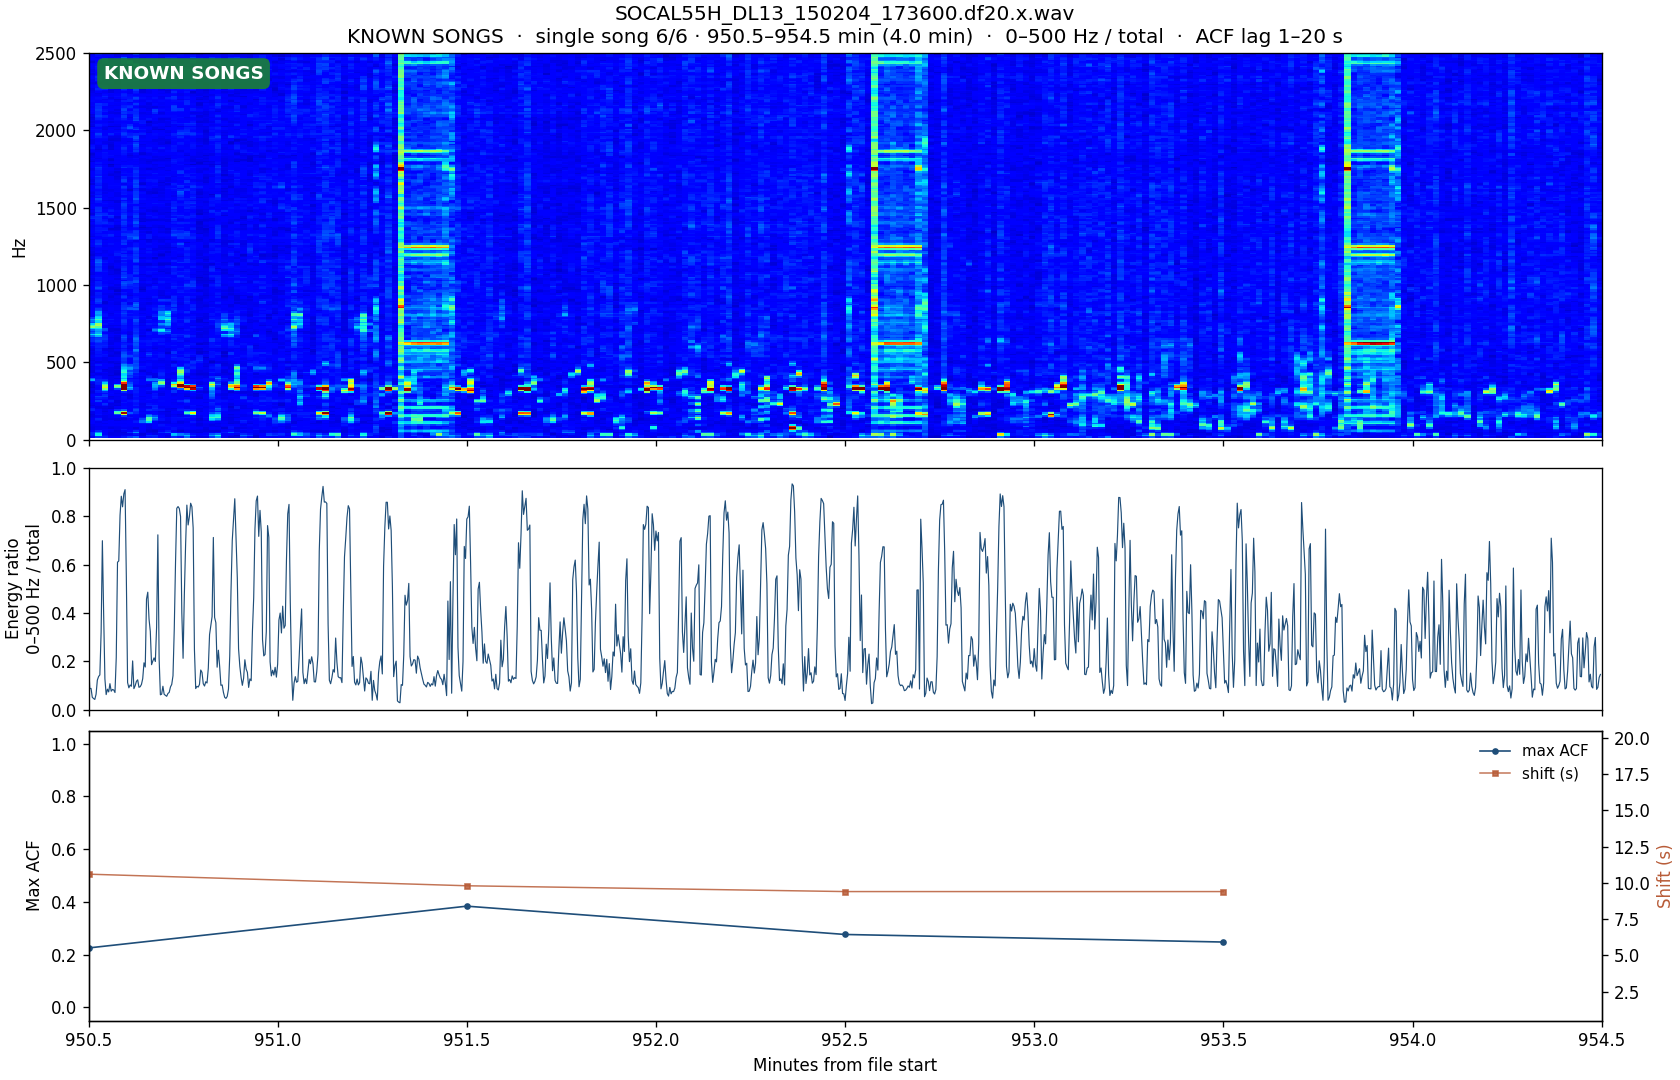 SOCAL55H_DL13_150204_173600.df20.x.wav
KNOWN SONGS · single song 6/6 · 950.5–954.5 min (4.0 min) · 0–500 Hz / total · ACF lag 1–20 s
KNOWN SONGS
2500
2000
1500
1000
500
0
Hz
1.0
0.8
0.6
0.4
0.2
0.0
Energy ratio
0–500 Hz / total
1.0
0.8
0.6
0.4
0.2
0.0
Max ACF
max ACF
shift (s)
20.0
17.5
15.0
12.5
10.0
7.5
5.0
2.5
Shift (s)
950.5 951.0 951.5 952.0 952.5 953.0 953.5 954.0 954.5
Minutes from file start